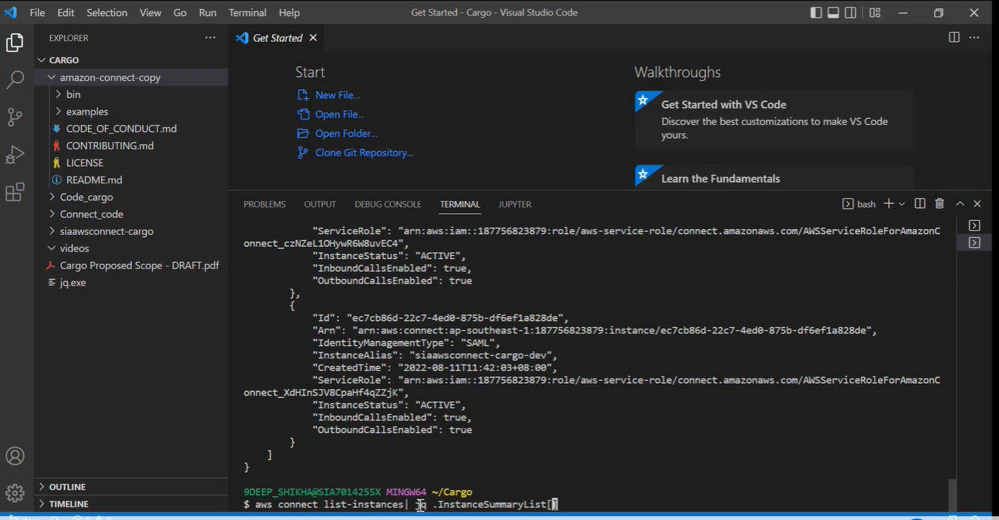 File Edit Selection View Go Run Terminal Help
Get Started - Cargo - Visual Studio Code
EXPLORER
CARGO
amazon-connect-copy
bin
examples
CODE_OF_CONDUCT.md
CONTRIBUTING.md
LICENSE
README.md
Code_cargo
Connect_code
siaawsconnect-cargo
videos
Cargo Proposed Scope - DRAFT.pdf
jq.exe
OUTLINE
TIMELINE
Get Started
Start
New File...
Open File...
Open Folder...
Clone Git Repository...
Walkthroughs
Get Started with VS Code
Discover the best customizations to make VS Code
yours.
Learn the Fundamentals
PROBLEMS OUTPUT DEBUG CONSOLE TERMINAL JUPYTER
bash
"ServiceRole": "arn:aws:iam::187756823879:role/aws-service-role/connect.amazonaws.com/AWSServiceRoleForAmazonC
onnect_czNZeL1OHywR6W8uvEC4",
"InstanceStatus": "ACTIVE",
"InboundCallsEnabled": true,
"OutboundCallsEnabled": true
},
{
"Id": "ec7cb86d-22c7-4ed0-875b-df6ef1a828de",
"Arn": "arn:aws:connect:ap-southeast-1:187756823879:instance/ec7cb86d-22c7-4ed0-875b-df6ef1a828de",
"IdentityManagementType": "SAML",
"InstanceAlias": "siaawsconnect-cargo-dev",
"CreatedTime": "2022-08-11T11:42:03+08:00",
"ServiceRole": "arn:aws:iam::187756823879:role/aws-service-role/connect.amazonaws.com/AWSServiceRoleForAmazonC
onnect_XdHInSJV8CpaHf4qZZjK",
"InstanceStatus": "ACTIVE",
"InboundCallsEnabled": true,
"OutboundCallsEnabled": true
}
]
}
9DEEP_SHIKHA@SIA701425SX MINGW64 ~/Cargo
$ aws connect list-instances| jq .InstanceSummaryList[]